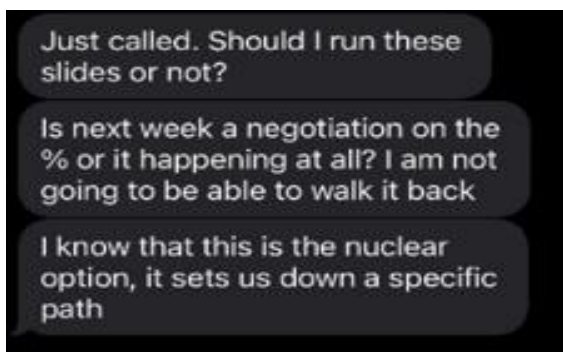 Just called. Should I run these
slides or not?
Is next week a negotiation on the
% or it happening at all? I am not
going to be able to walk it back
I know that this is the nuclear
option, it sets us down a specific
path